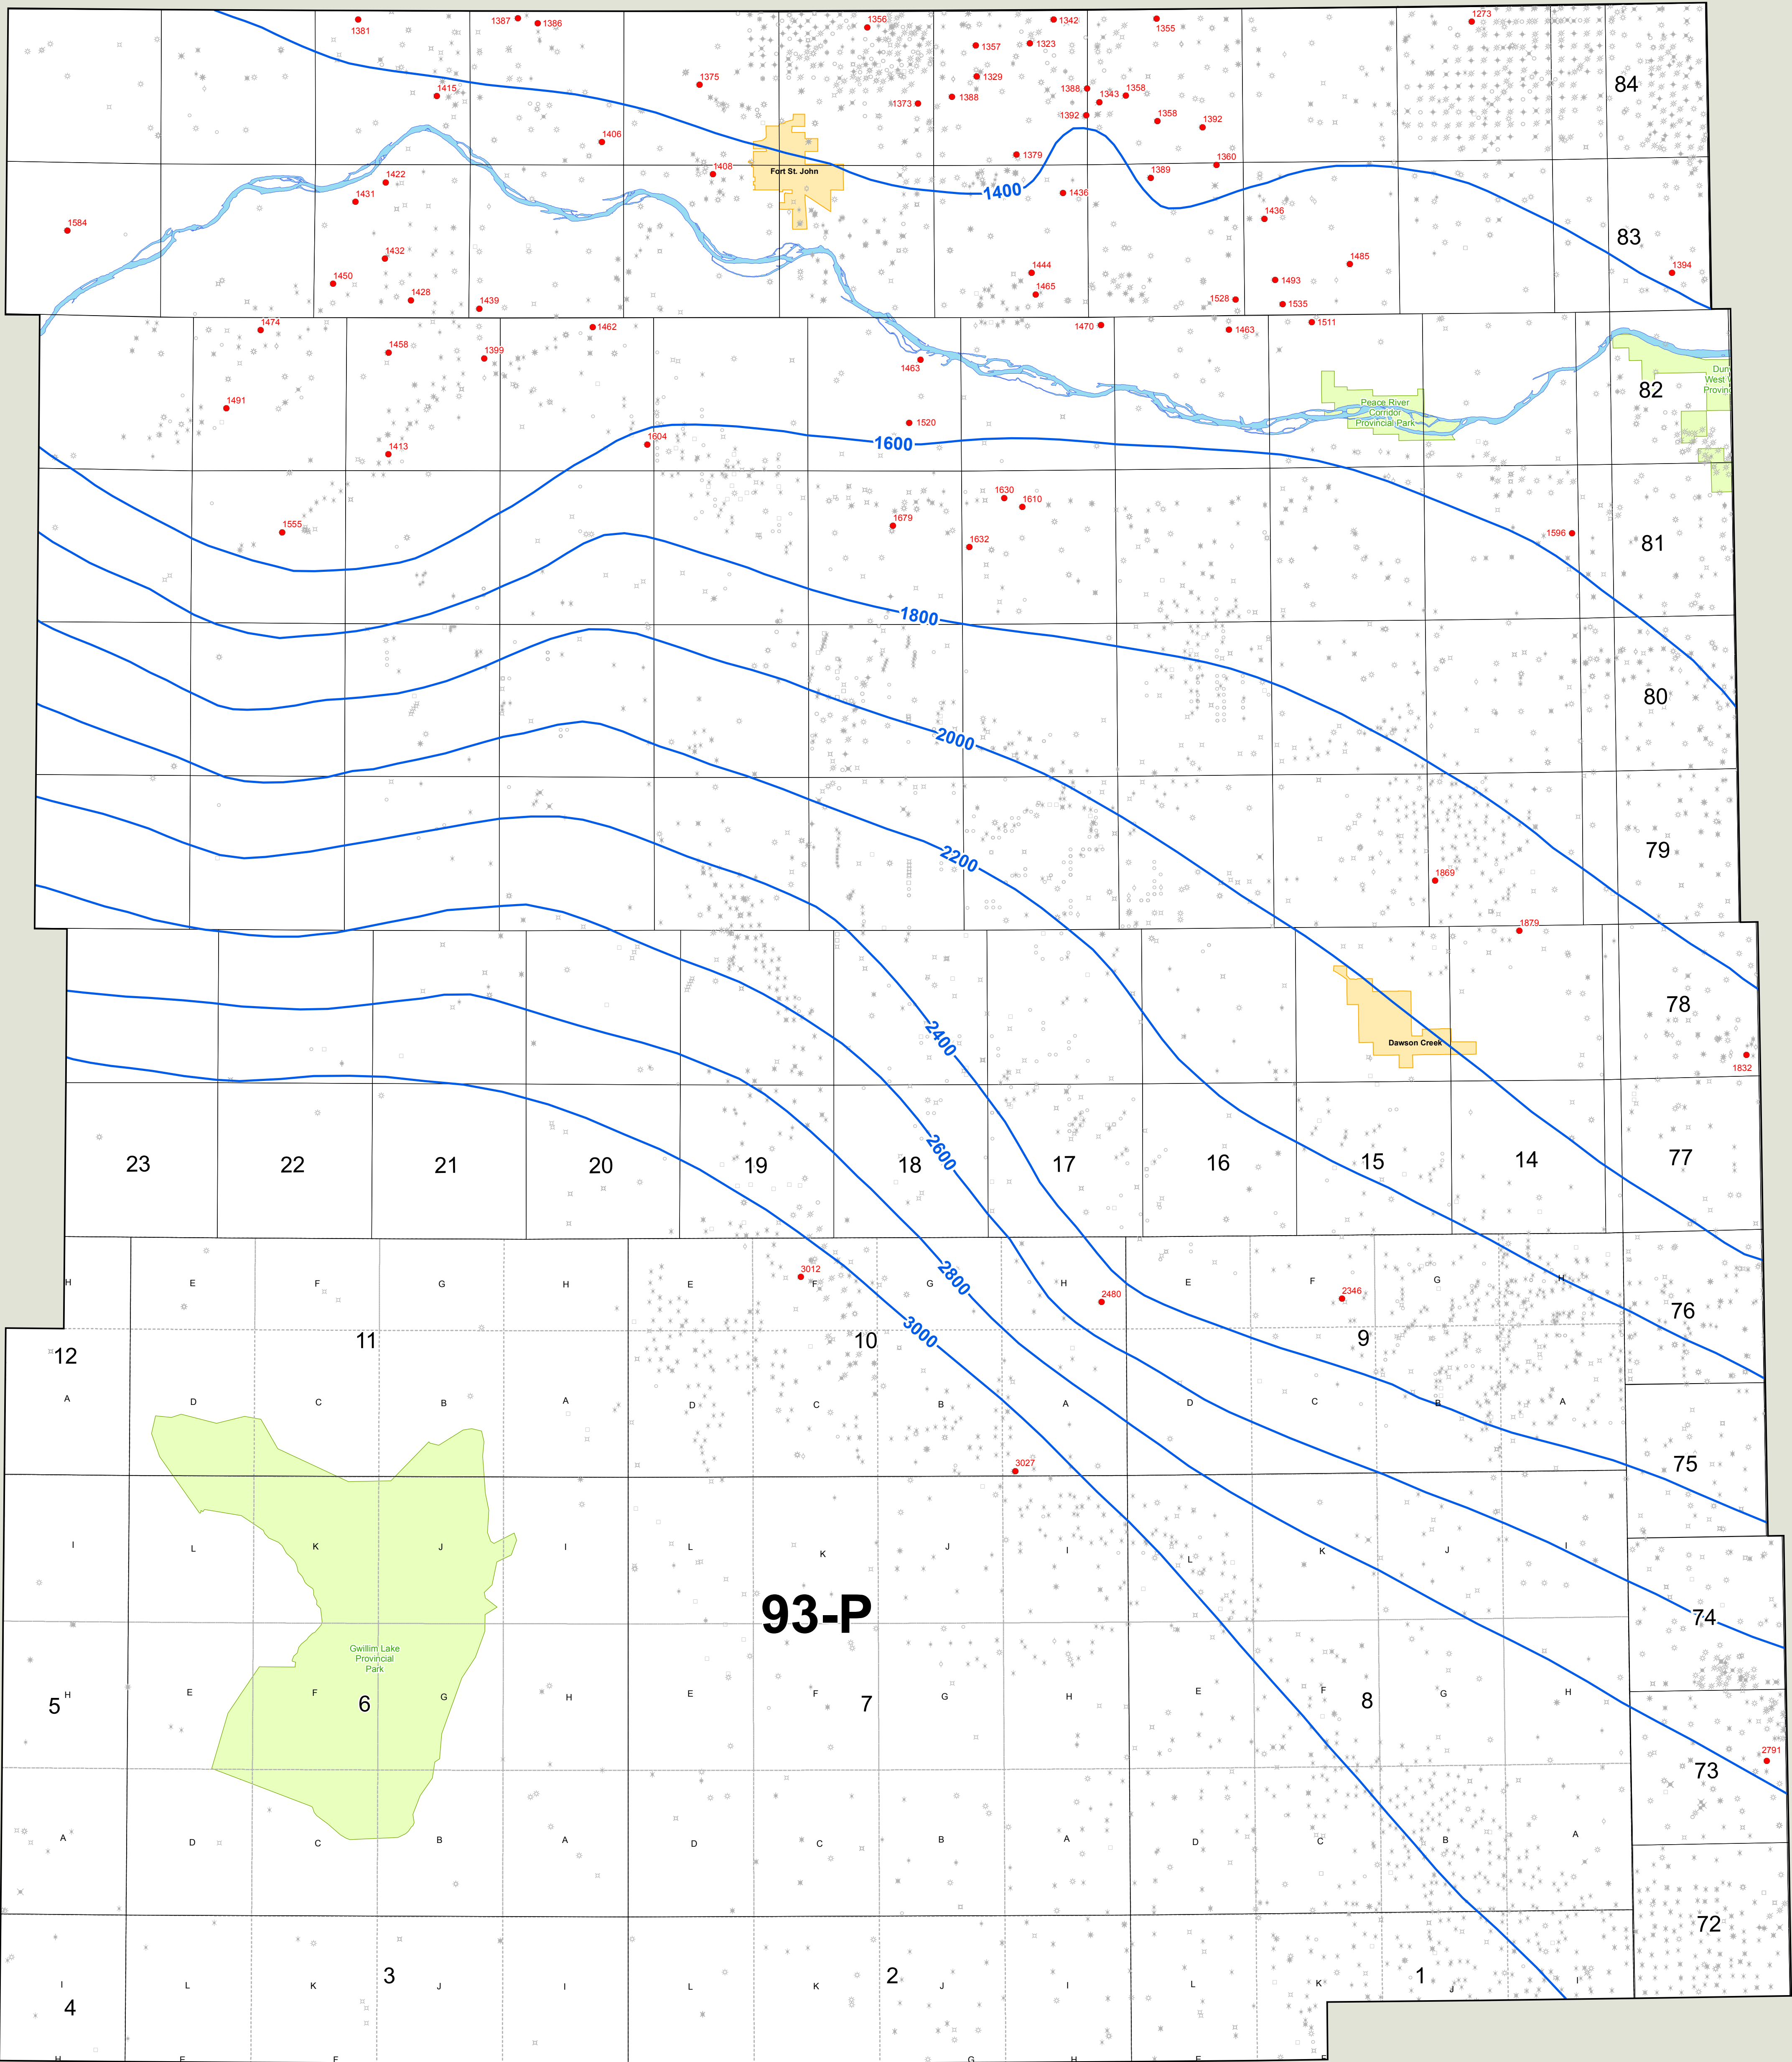 1381
1387
1386
1356
1342
1355
1273
1357
1323
1375
1329
84
1415
1373
1388
1388
1343
1358
1392
1358
1392
1406
1379
1360
1408
Fort St. John
1389
1422
1400
1436
1431
1436
1584
83
1432
1444
1485
1394
1450
1465
1493
1428
1439
1528
1535
1474
1462
1470
1463
1511
1458
1399
1463
82
1491
Peace River
Corridor
Provincial Park
Dun
West V
Provin
1520
1604
1600
1413
1630
1610
1555
1679
1632
1596
81
1800
80
2000
2200
79
1869
1879
78
2400
Dawson Creek
1832
23
22
21
20
19
18
2600
17
16
15
14
77
H
E
F
G
H
E
3012
F
G
2800
H
2480
E
F
2346
G
H
76
3000
12
11
10
9
A
D
C
B
A
D
C
B
A
D
C
B
A
3027
75
I
L
K
J
I
L
K
J
I
L
K
J
I
93-P
74
Gwillim Lake
Provincial
Park
5
H
E
F
6
G
H
E
F
7
G
H
E
F
8
G
H
2791
73
A
D
C
B
A
D
C
B
A
D
C
B
A
72
I
L
K
3
J
I
L
K
2
J
I
L
K
1
J
I
4
H
E
F
G
H
E
F